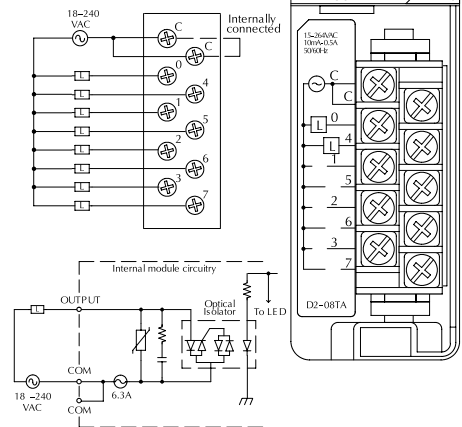 18-240
VAC
C
Internally
connected
C
0
4
1
5
2
6
3
7
L
L
L
L
L
L
L
L
15-264VAC
10mA-0.5A
50/60Hz
C
C
L
0
L
4
1
5
2
6
3
7
D2-08TA
Internal module circuitry
OUTPUT
Optical
Isolator
To LED
L
COM
6.3A
18 -240
VAC
COM